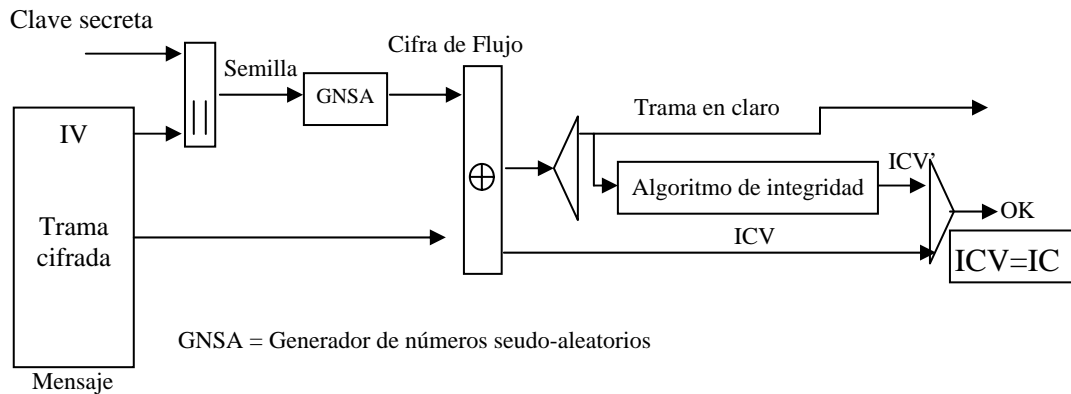 Clave secreta
Cifra de Flujo
Semilla
GNSA
Trama en claro
IV
||
⊕
ICV’
Algoritmo de integridad
OK
Trama
cifrada
ICV
ICV=IC
GNSA = Generador de números seudo-aleatorios
Mensaje